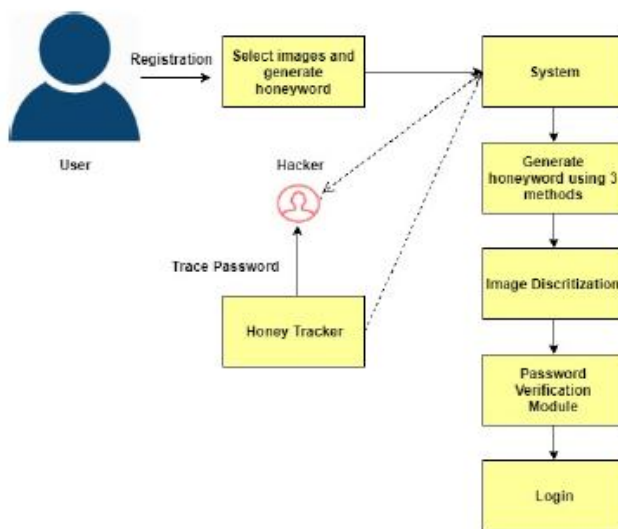 Registration
Select images and
generate
honeyword
System
User
Hacker
Generate
honeyword using 3
methods
Trace Password
Image Discritization
Honey Tracker
Password
Verification
Module
Login